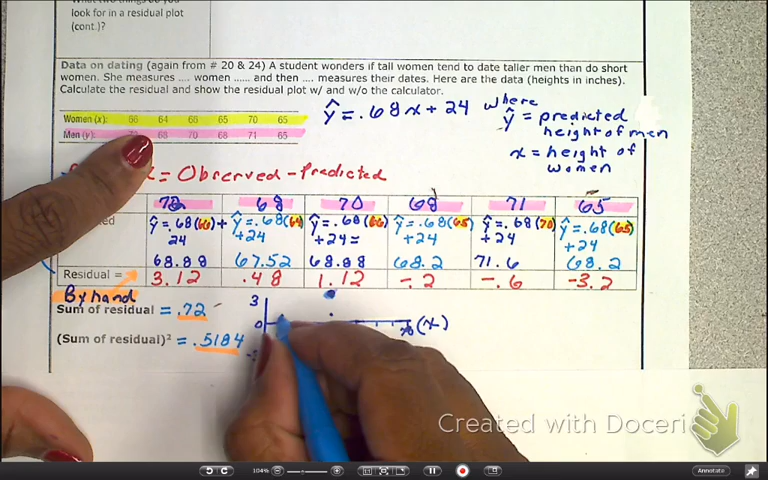 look for in a residual plot
(cont.)?
Data on dating (again from # 20 & 24) A student wonders if tall women tend to date taller men than do short
women. She measures .... women ...... and then .... measures their dates. Here are the data (heights in inches).
Calculate the residual and show the residual plot w/ and w/o the calculator.
Women (x): 66 64 66 65 70 65
Men (y): 68 70 68 71 65
ŷ = .68x + 24 where
ŷ = predicted
height of men
x = height of
women
= Observed - Predicted
72 68 70 68 71 65
ŷ = .68(66) + 24 ŷ = .68(64) +24 ŷ = .68(66) +24 = ŷ = .68(65) +24 ŷ = .68(70) +24 ŷ = .68(65) +24
68.88 67.52 68.88 68.2 71.6 68.2
Residual = 3.12 .48 1.12 -.2 -.6 -3.2
By hand
Sum of residual = .72
(Sum of residual)² = .5184
3
0
70 (x)
Created with Doceri
104%
Annotate